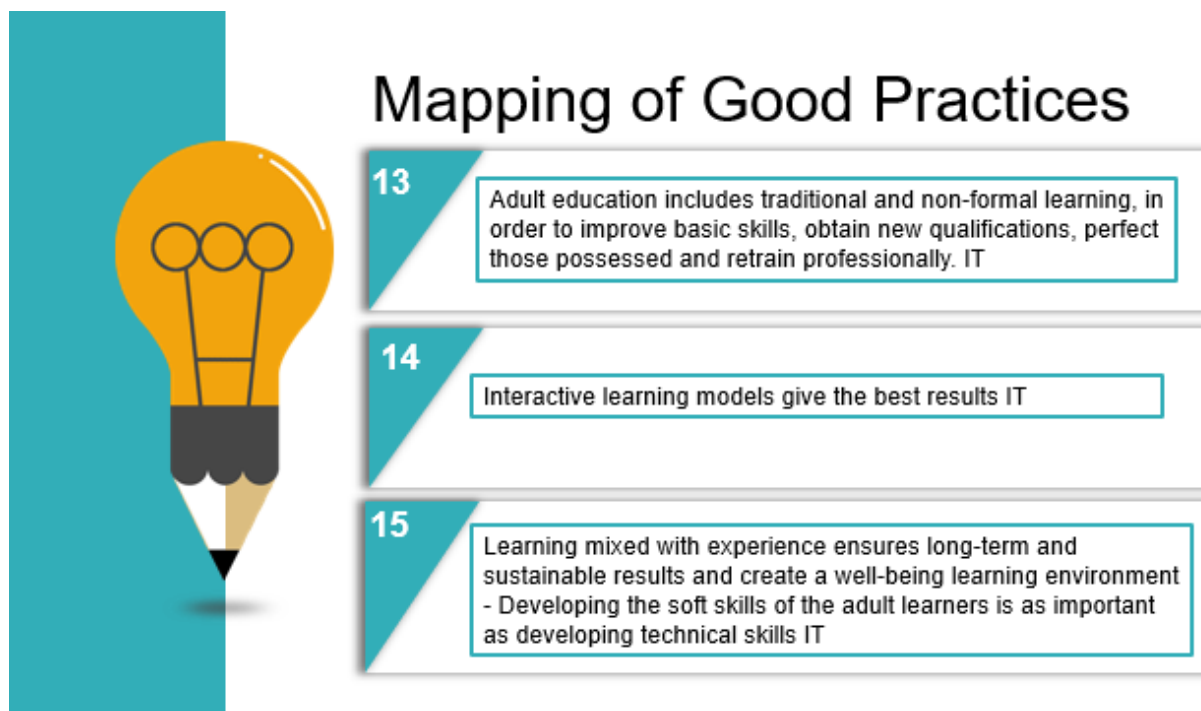 Mapping of Good Practices
13
Adult education includes traditional and non-formal learning, in
order to improve basic skills, obtain new qualifications, perfect
those possessed and retrain professionally. IT
14
Interactive learning models give the best results IT
15
Learning mixed with experience ensures long-term and
sustainable results and create a well-being learning environment
- Developing the soft skills of the adult learners is as important
as developing technical skills IT